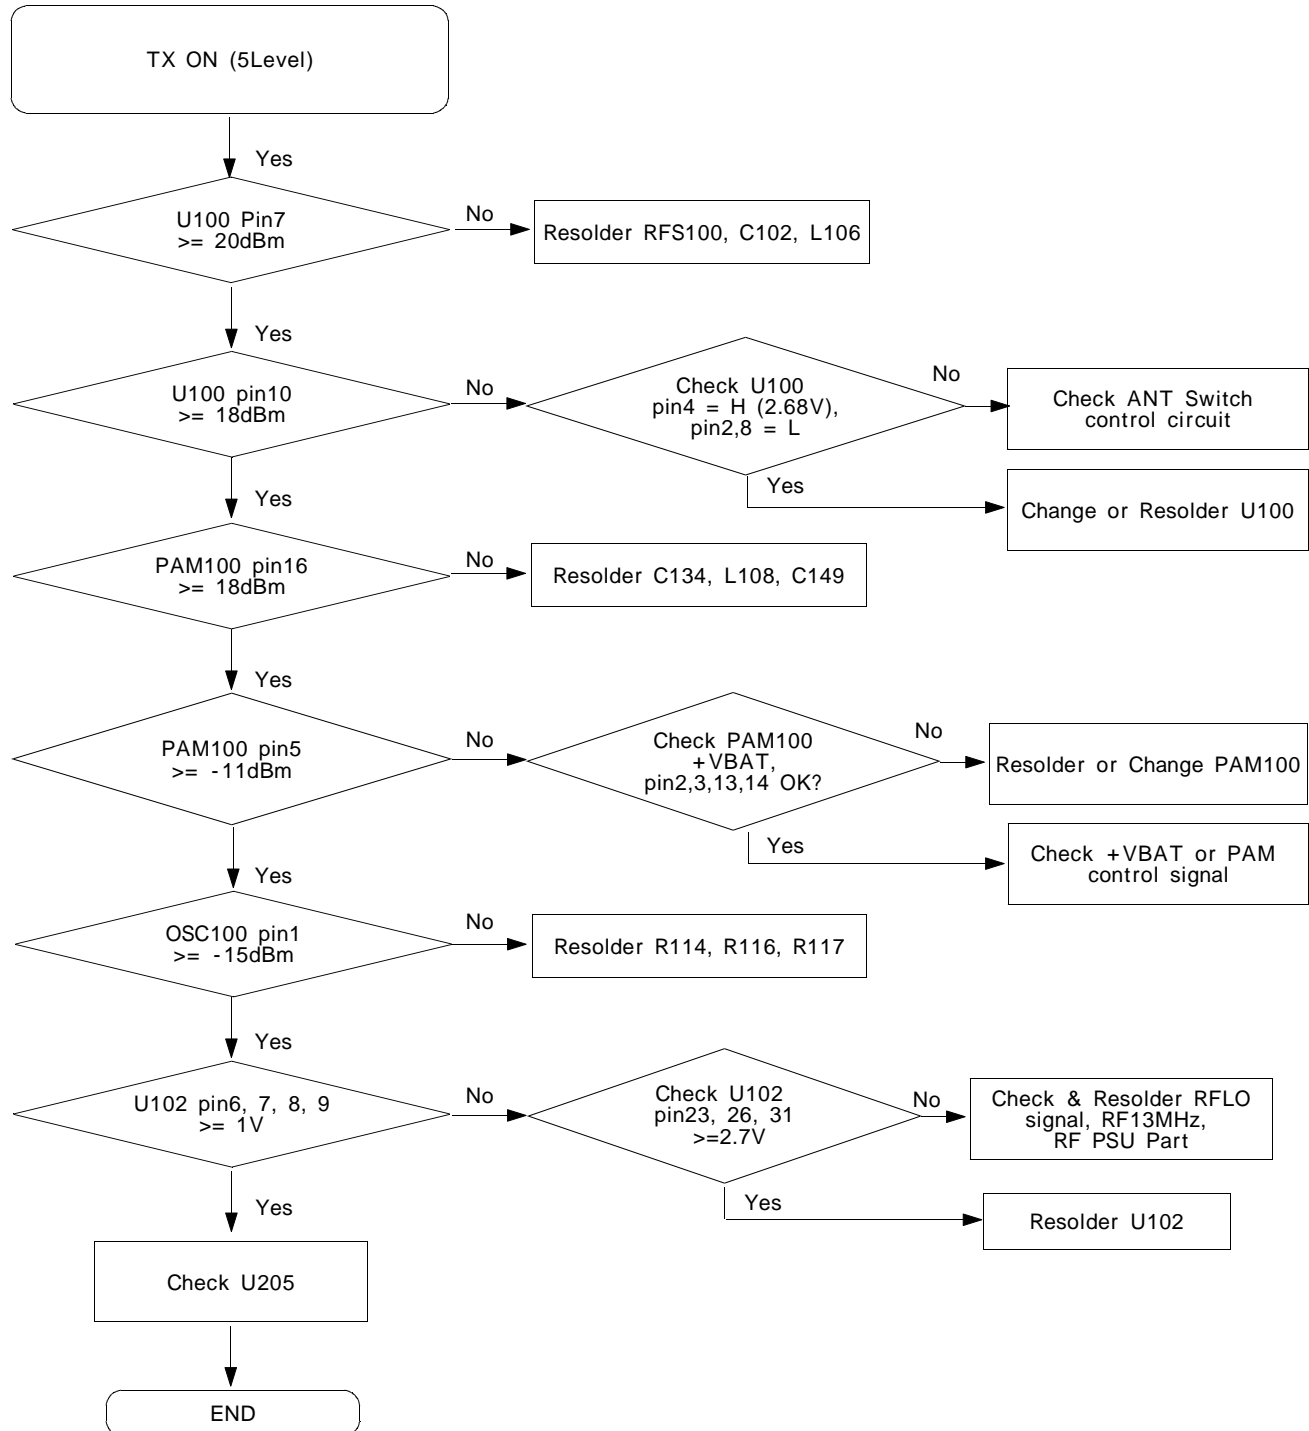 TX ON (5Level)
Yes
U100 Pin7
>= 20dBm
No
Resolder RFS100, C102, L106
Yes
U100 pin10
>= 18dBm
No
Check U100
pin4 = H (2.68V),
pin2,8 = L
No
Check ANT Switch
control circuit
Yes
Change or Resolder U100
Yes
PAM100 pin16
>= 18dBm
No
Resolder C134, L108, C149
Yes
PAM100 pin5
>= -11dBm
No
Check PAM100
+VBAT,
pin2,3,13,14 OK?
No
Resolder or Change PAM100
Yes
Check +VBAT or PAM
control signal
Yes
OSC100 pin1
>= -15dBm
No
Resolder R114, R116, R117
Yes
U102 pin6, 7, 8, 9
>= 1V
No
Check U102
pin23, 26, 31
>=2.7V
No
Check & Resolder RFLO
signal, RF13MHz,
RF PSU Part
Yes
Resolder U102
Yes
Check U205
END